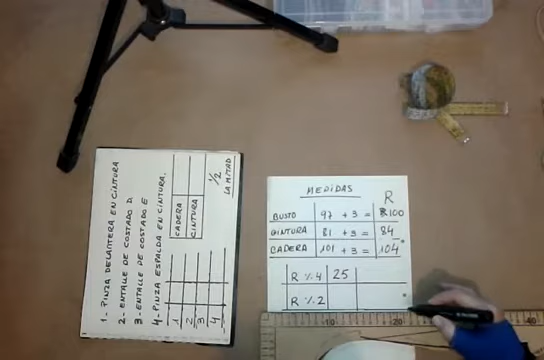 1- PINZA DELANTERA EN CINTURA
2- ENTALLE DE COSTADO D
3- ENTALLE DE COSTADO E
4- PINZA ESPALDA EN CINTURA.
CADERA
CINTURA
1/2
LA MITAD
1
2
3
4
MEDIDAS
R
BUSTO 97 + 3 = 100
CINTURA 81 + 3 = 84
CADERA 101 + 3 = 104
R % 4 25
R % 2
10 20